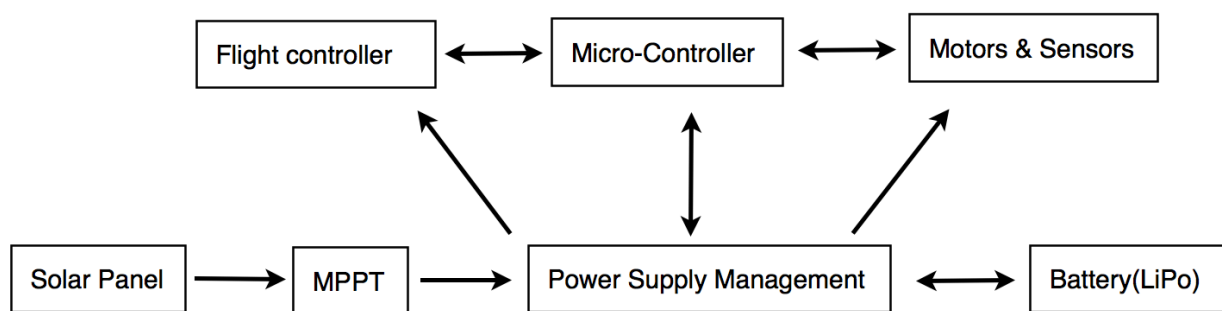 Flight controller
Micro-Controller
Motors & Sensors
Solar Panel
MPPT
Power Supply Management
Battery(LiPo)